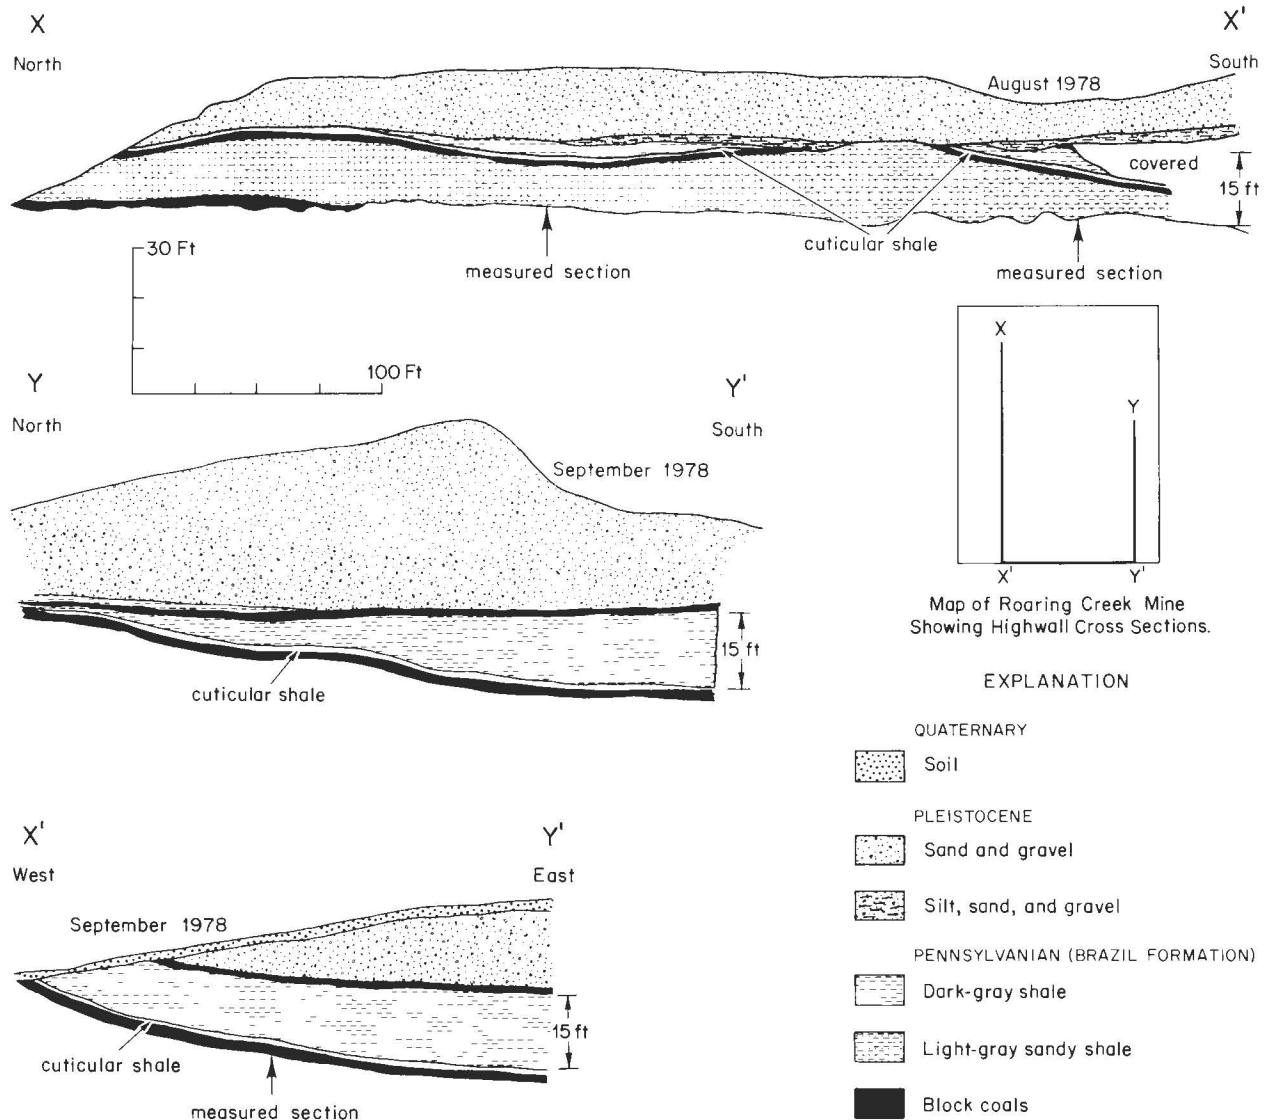 X
North
X'
South
August 1978
covered
15 ft
cuticular shale
measured section
measured section
30 Ft
100 Ft
X
Y
X'
Y'
Map of Roaring Creek Mine
Showing Highwall Cross Sections.
Y
North
Y'
South
September 1978
15 ft
cuticular shale
X'
West
Y'
East
September 1978
15 ft
cuticular shale
measured section
EXPLANATION
QUATERNARY
Soil
PLEISTOCENE
Sand and gravel
Silt, sand, and gravel
PENNSYLVANIAN (BRAZIL FORMATION)
Dark-gray shale
Light-gray sandy shale
Block coals